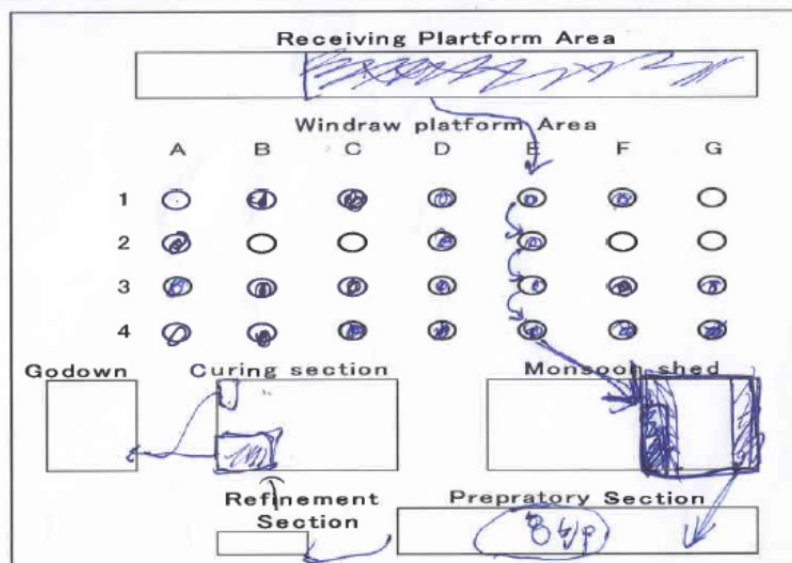 Receiving Plartform Area
Windraw platform Area
A B C D E F G
1
2
3
4
Godown Curing section Monsoon shed
Refinement Prepratory Section
Section